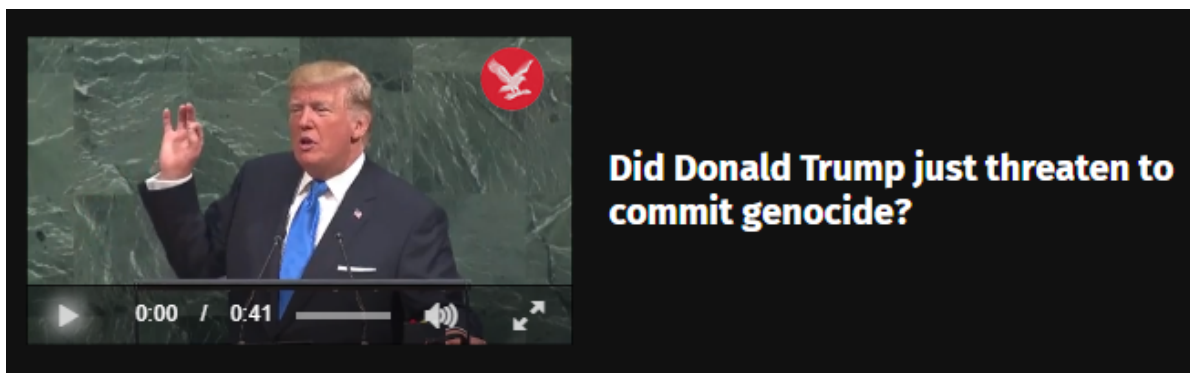 Did Donald Trump just threaten to
commit genocide?
0:00 / 0:41